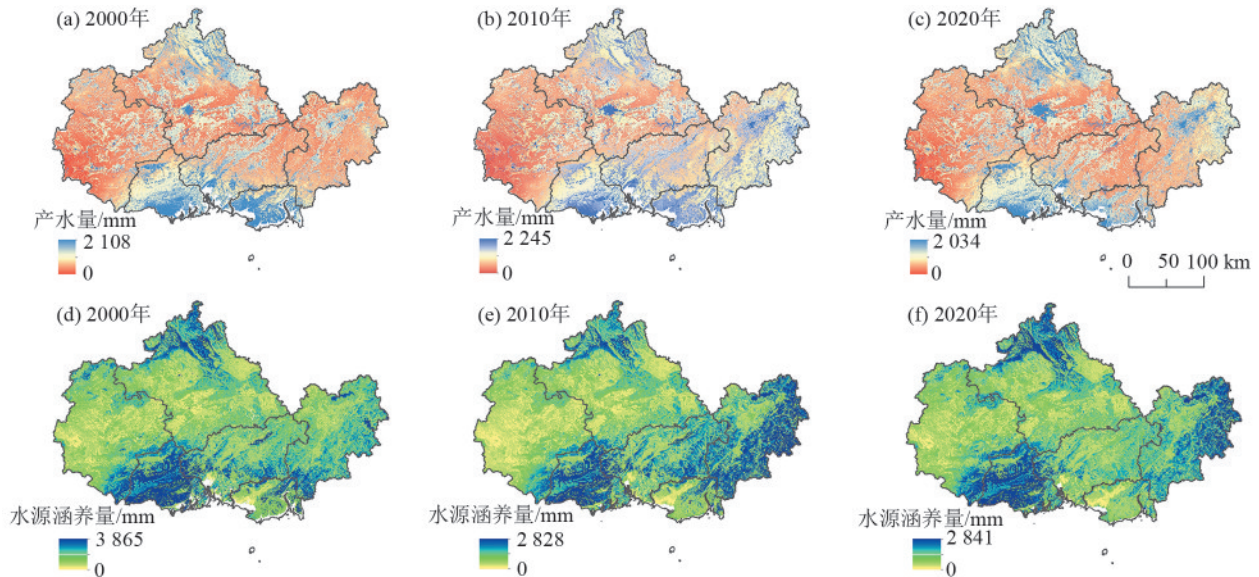 (a) 2000年
(b) 2010年
(c) 2020年
产水量/mm
2 108
0
产水量/mm
2 245
0
产水量/mm
2 034
0
0 50 100 km
(d) 2000年
(e) 2010年
(f) 2020年
水源涵养量/mm
3 865
0
水源涵养量/mm
2 828
0
水源涵养量/mm
2 841
0